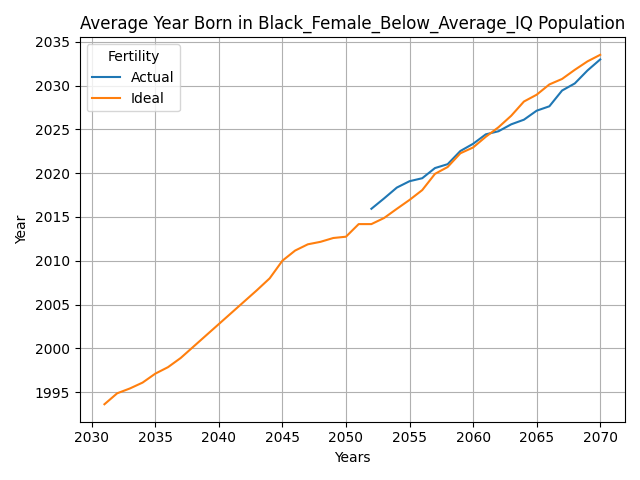 Average Year Born in Black_Female_Below_Average_IQ Population
Fertility
Actual
Ideal
Year
2035
2030
2025
2020
2015
2010
2005
2000
1995
2030 2035 2040 2045 2050 2055 2060 2065 2070
Years